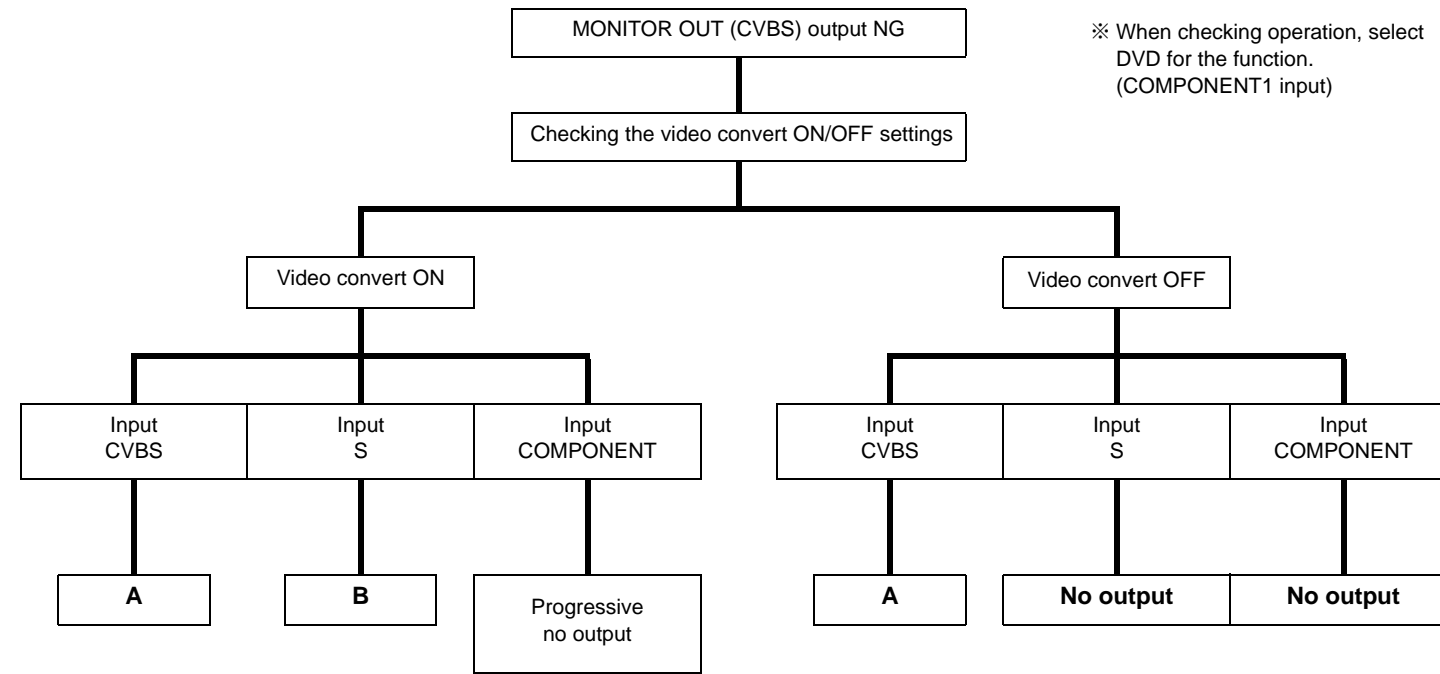 MONITOR OUT (CVBS) output NG
※ When checking operation, select
DVD for the function.
(COMPONENT1 input)
Checking the video convert ON/OFF settings
Video convert ON
Video convert OFF
Input
CVBS
Input
S
Input
COMPONENT
Input
CVBS
Input
S
Input
COMPONENT
A
B
Progressive
no output
A
No output
No output